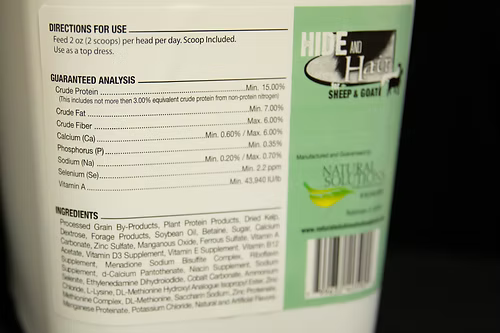 DIRECTIONS FOR USE
Feed 2 oz (2 scoops) per head per day. Scoop Included.
Use as a top dress.
GUARANTEED ANALYSIS
Crude Protein Min. 15.00%
(This includes not more then 3.00% equivalent crude protein from non-protein nitrogen)
Crude Fat Min. 7.00%
Crude Fiber Max. 6.00%
Calcium (Ca) Min. 0.60% / Max. 6.00%
Phosphorus (P) Min. 0.35%
Sodium (Na) Min. 0.20% / Max. 0.70%
Selenium (Se) Min. 2.2 ppm
Vitamin A Min. 43,940 IU/lb
INGREDIENTS
Processed Grain By-Products, Plant Protein Products, Dried Kelp,
Dextrose, Forage Products, Soybean Oil, Betaine, Sugar, Calcium
Carbonate, Zinc Sulfate, Manganous Oxide, Ferrous Sulfate, Vitamin A
Acetate, Vitamin D3 Supplement, Vitamin E Supplement, Vitamin B12
Supplement, Menadione Sodium Bisulfite Complex, Riboflavin
Supplement, d-Calcium Pantothenate, Niacin Supplement, Sodium
Selenite, Ethylenediamine Dihydroiodide, Cobalt Carbonate, Ammonium
Chloride, L-Lysine, DL-Methionine Hydroxy Analogue Isopropyl Ester, Zinc
Methionine Complex, DL-Methionine, Saccharin Sodium, Zinc Proteinate,
Manganese Proteinate, Potassium Chloride, Natural and Artificial Flavors
HIDE AND
Hair
SHEEP & GOATS
Manufactured and Guaranteed by:
NATURAL
SOLUTIONS